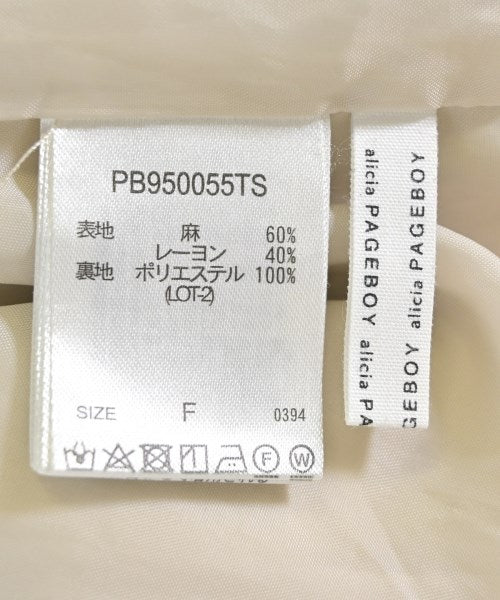 PB950055TS
表地 麻 60%
レーヨン 40%
裏地 ポリエステル 100%
(LOT-2)
SIZE F 0394
F W
alicia PAGEBOY alicia PA
GEBOY alicia PAGEBOY